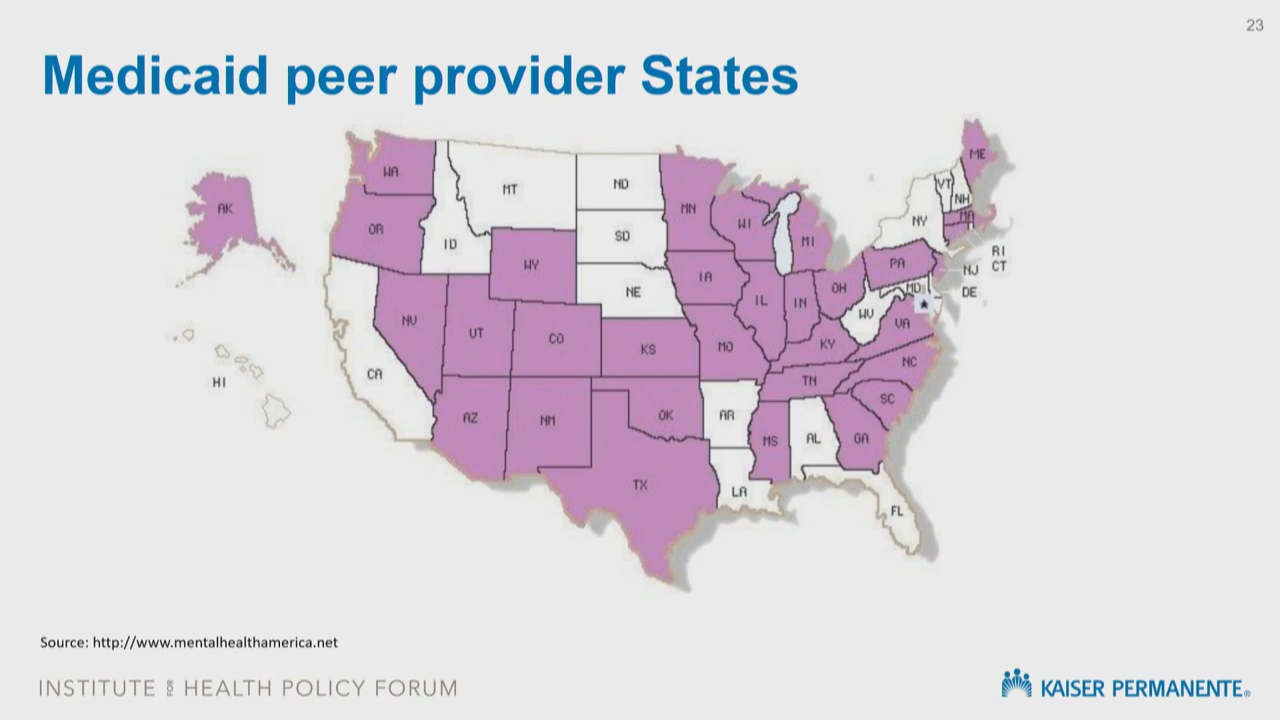 23
Medicaid peer provider States
WA
MT
ND
MN
ME
VT
NH
AK
OR
ID
SD
WI
MI
NY
MA
WY
NE
IA
PA
RI
CT
NJ
DE
MD
NV
UT
CO
KS
MO
IL
IN
OH
WV
VA
KY
HI
CA
AZ
NM
OK
AR
TN
NC
SC
MS
AL
GA
TX
LA
FL
Source: http://www.mentalhealthamerica.net
INSTITUTE FOR HEALTH POLICY FORUM
KAISER PERMANENTE®